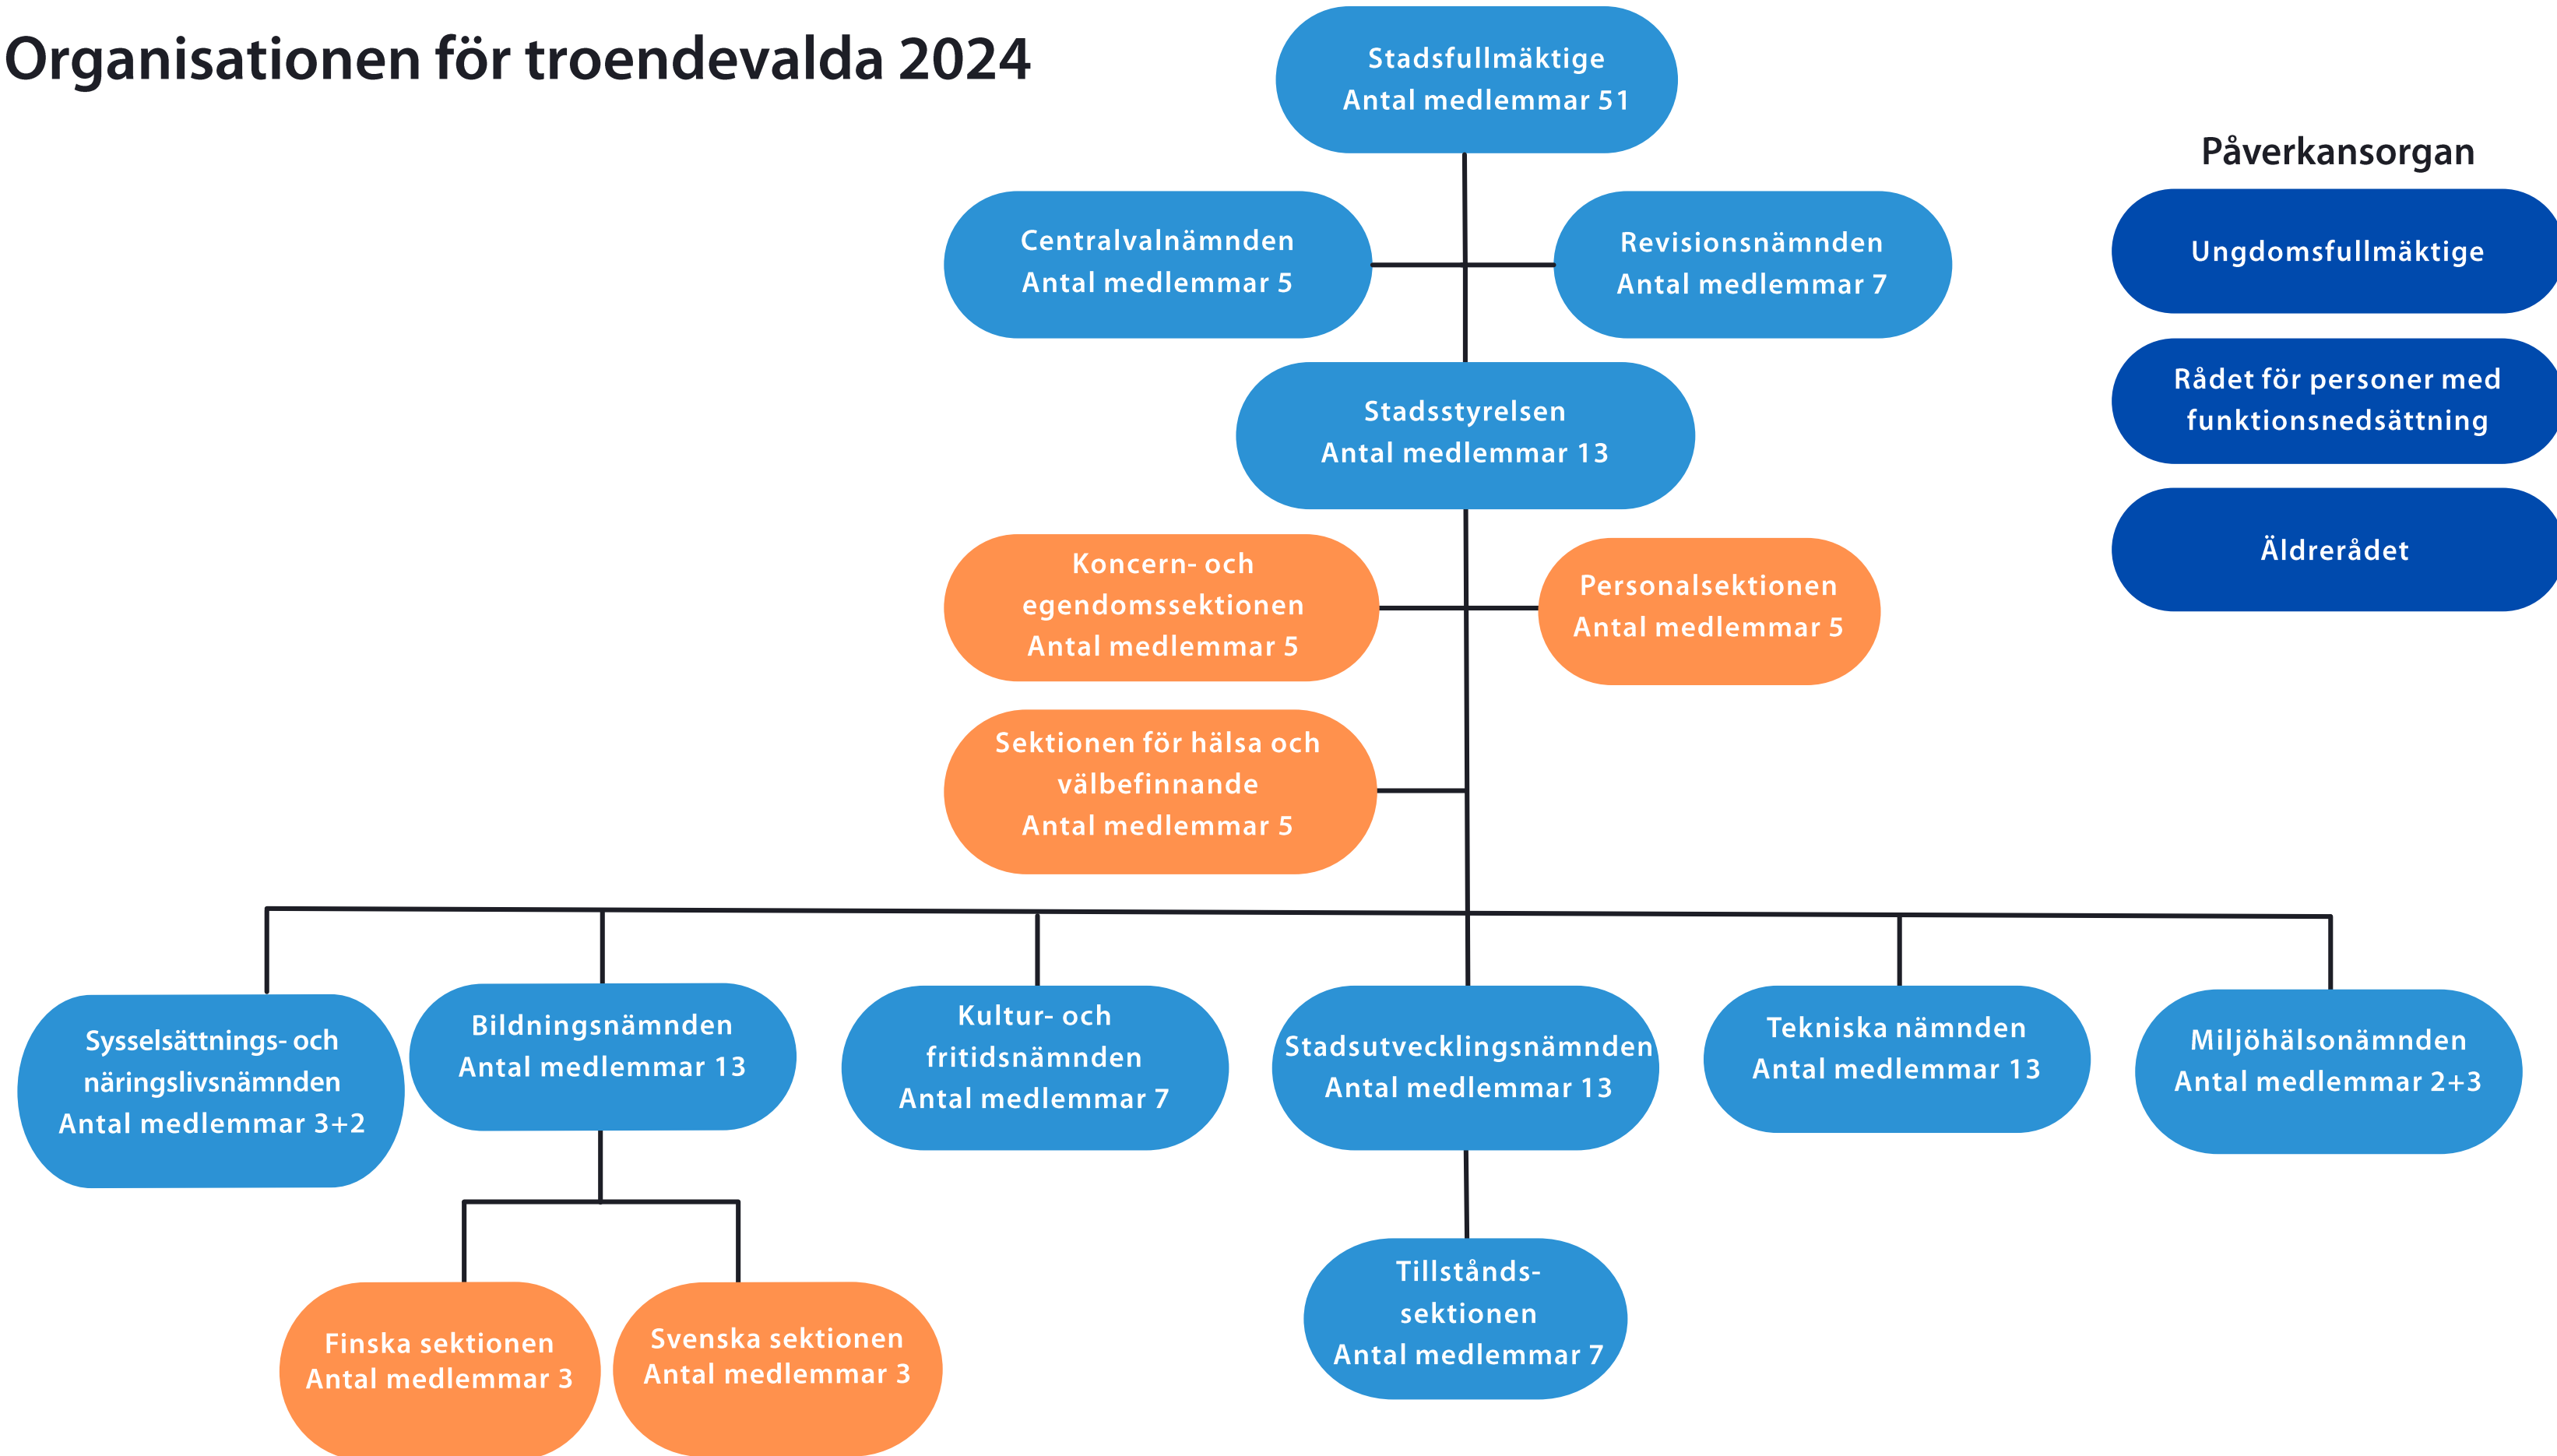 Organisationen för troendevalda 2024
Stadsfullmäktige
Antal medlemmar 51
Påverkansorgan
Centralvalnämnden
Antal medlemmar 5
Revisionsnämnden
Antal medlemmar 7
Ungdomsfullmäktige
Stadsstyrelsen
Antal medlemmar 13
Rådet för personer med
funktionsnedsättning
Koncern- och
egendomssektionen
Antal medlemmar 5
Personalsektionen
Antal medlemmar 5
Äldrerådet
Sektionen för hälsa och
välbefinnande
Antal medlemmar 5
Sysselsättnings- och
näringslivsnämnden
Antal medlemmar 3+2
Bildningsnämnden
Antal medlemmar 13
Kultur- och
fritidsnämnden
Antal medlemmar 7
Stadsutvecklingsnämnden
Antal medlemmar 13
Tekniska nämnden
Antal medlemmar 13
Miljöhälsonämnden
Antal medlemmar 2+3
Finska sektionen
Antal medlemmar 3
Svenska sektionen
Antal medlemmar 3
Tillstånds-
sektionen
Antal medlemmar 7